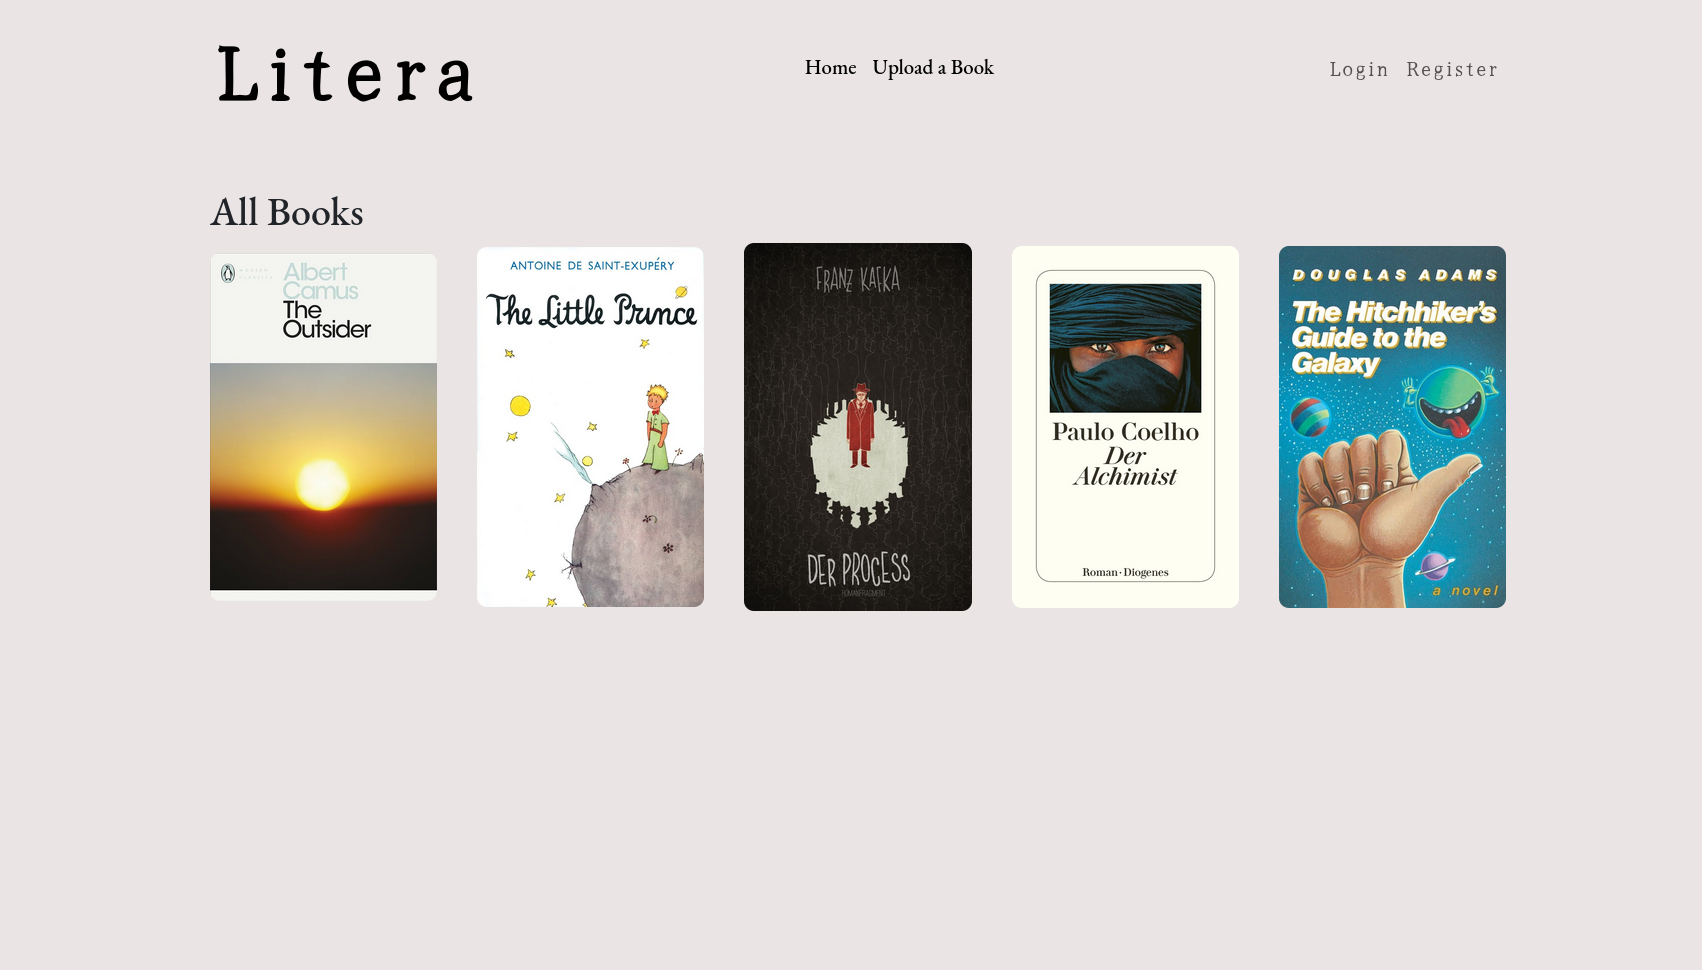 Litera
Home Upload a Book
Login Register
All Books
Albert
Camus
The
Outsider
ANTOINE DE SAINT-EXUPÉRY
The Little Prince
FRANZ KAFKA
DER PROCESS
ROMANFRAGMENT
Paulo Coelho
Der
Alchimist
Roman · Diogenes
DOUGLAS ADAMS
The Hitchhiker's
Guide to the
Galaxy
a novel